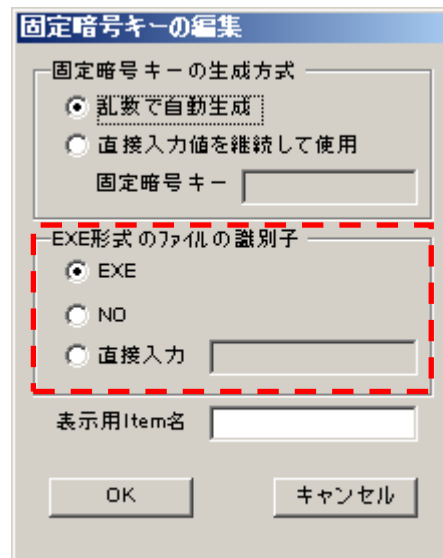 固定暗号キーの編集
固定暗号キーの生成方式
乱数で自動生成
直接入力値を継続して使用
固定暗号キー
EXE形式のファイルの識別子
EXE
NO
直接入力
表示用Item名
OK
キャンセル